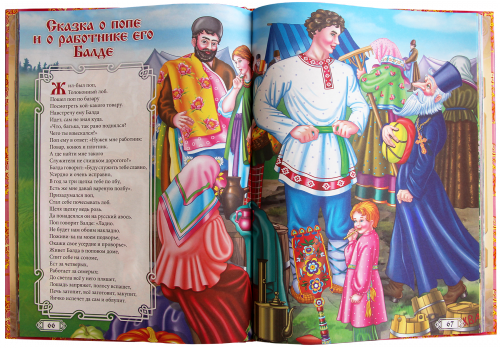 Сказка о попе
и о работнике его
Балде
Жил-был поп,
Толоконный лоб.
Пошел поп по базару
Посмотреть кой-какого товару.
Навстречу ему Балда
Идет, сам не зная куда.
«Что, батька, так рано поднялся?
Чего ты взыскался?»
Поп ему в ответ: «Нужен мне работник:
Повар, конюх и плотник.
А где найти мне такого
Служителя не слишком дорогого?»
Балда говорит: «Буду служить тебе славно,
Усердно и очень исправно,
В год за три щелка тебе по лбу,
Есть же мне давай вареную полбу».
Призадумался поп,
Стал себе почесывать лоб.
Щелк щелку ведь розь.
Да понадеялся он на русский авось.
Поп говорит Балде: «Ладно.
Не будет нам обоим накладно.
Поживи-ка на моем подворье,
Окажи свое усердие и проворье».
Живет Балда в поповом доме,
Спит себе на соломе,
Ест за четверых,
Работает за семерых;
До светла всё у него пляшет,
Лошадь запряжет, полосу вспашет,
Печь затопит, всё заготовит, закупит,
Яичко испечет да сам и облупит.
66
67